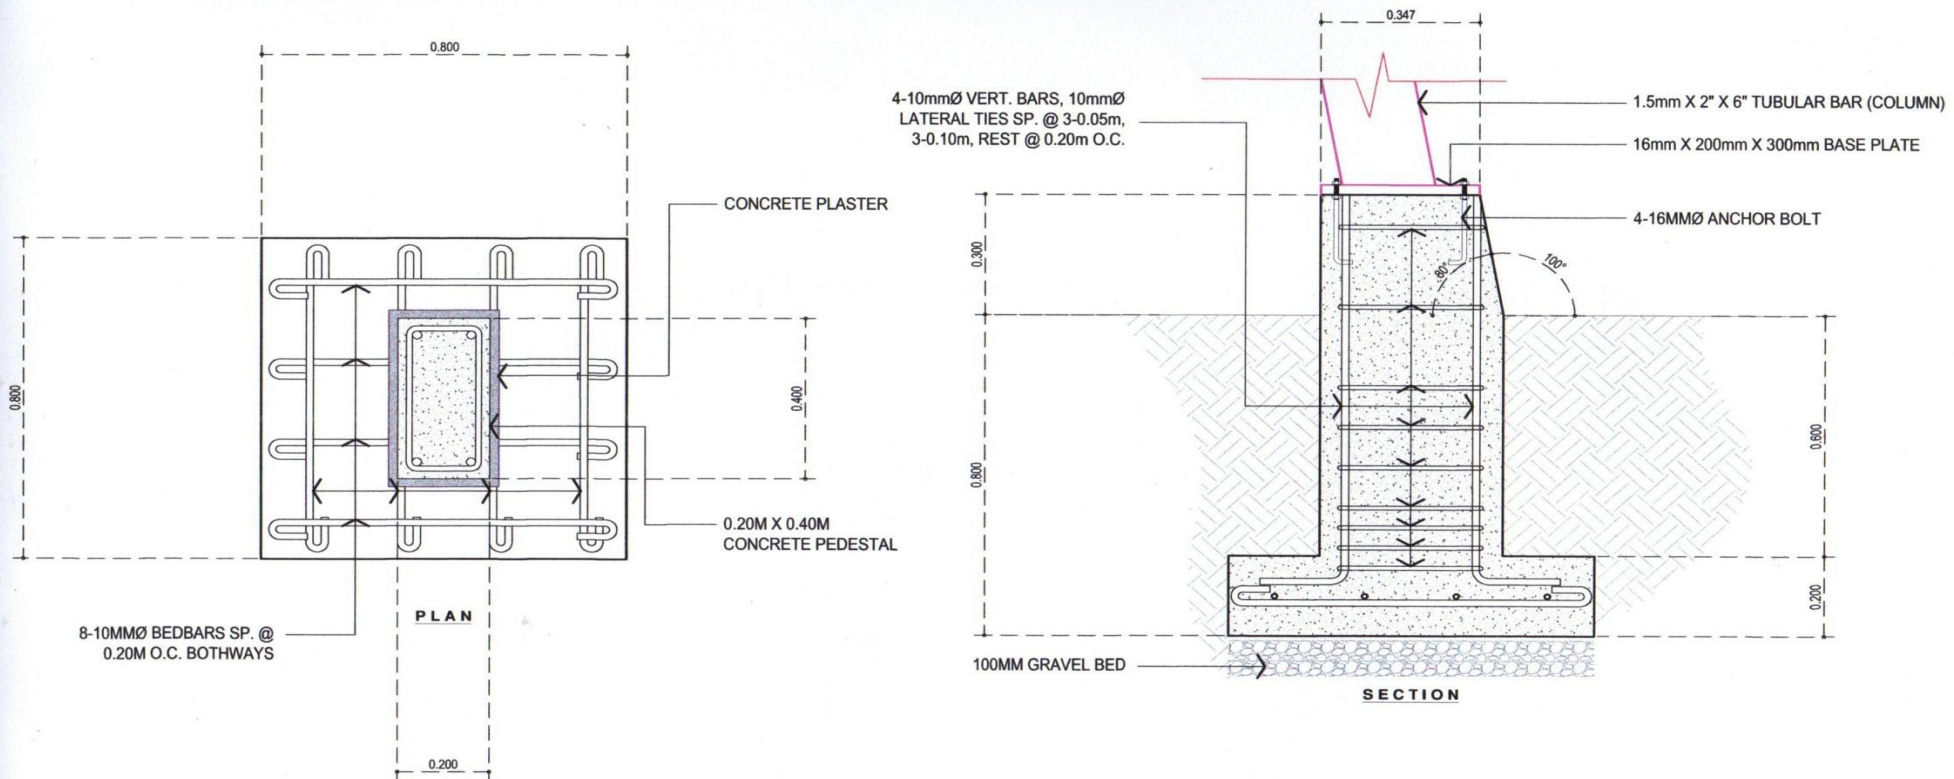 0.800
0.800
CONCRETE PLASTER
0.400
0.20M X 0.40M
CONCRETE PEDESTAL
PLAN
8-10MMØ BEDBARS SP. @
0.20M O.C. BOTHWAYS
0.200
0.347
4-10mmØ VERT. BARS, 10mmØ
LATERAL TIES SP. @ 3-0.05m,
3-0.10m, REST @ 0.20m O.C.
1.5mm X 2" X 6" TUBULAR BAR (COLUMN)
16mm X 200mm X 300mm BASE PLATE
4-16MMØ ANCHOR BOLT
0.300
80°
100°
0.800
0.600
0.200
100MM GRAVEL BED
SECTION